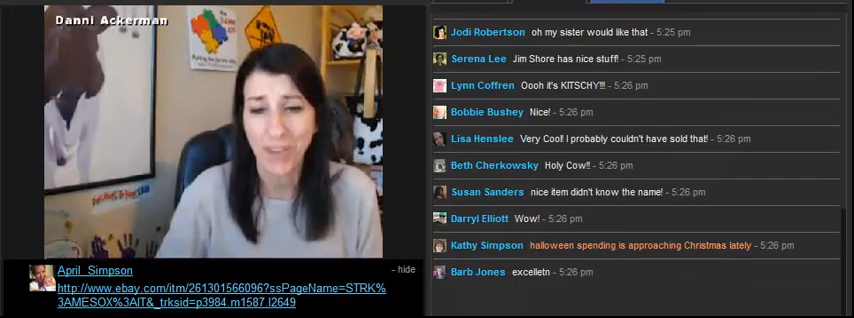 Danni Ackerman
Jodi Robertson oh my sister would like that - 5:25 pm
Serena Lee Jim Shore has nice stuff! - 5:25 pm
Lynn Coffren Oooh it's KITSCHY!!! - 5:26 pm
Bobbie Bushey Nice! - 5:26 pm
Lisa Henslee Very Cool! I probably couldn't have sold that! - 5:26 pm
Beth Cherkowsky Holy Cow!! - 5:26 pm
Susan Sanders nice item didn't know the name! - 5:26 pm
Darryl Elliott Wow! - 5:26 pm
Kathy Simpson halloween spending is approaching Christmas lately - 5:26 pm
Barb Jones excelletn - 5:26 pm
April_Simpson - hide
http://www.ebay.com/itm/261301566096?ssPageName=STRK%
3AMESOX%3AIT&_trksid=p3984.m1587.l2649